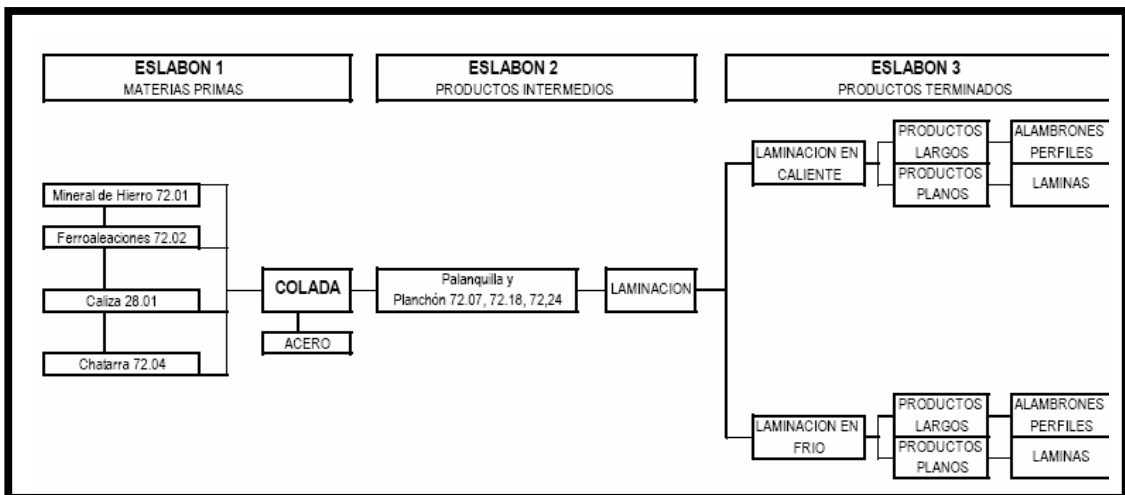 ESLABON 1
MATERIAS PRIMAS
ESLABON 2
PRODUCTOS INTERMEDIOS
ESLABON 3
PRODUCTOS TERMINADOS
Mineral de Hierro 72.01
Ferroaleaciones 72.02
Caliza 28.01
Chatarra 72.04
COLADA
ACERO
Palanquilla y
Planchón 72.07, 72.18, 72,24
LAMINACION
LAMINACION EN
CALIENTE
PRODUCTOS
LARGOS
PRODUCTOS
PLANOS
ALAMBRONES
PERFILES
LAMINAS
LAMINACION EN
FRIO
PRODUCTOS
LARGOS
PRODUCTOS
PLANOS
ALAMBRONES
PERFILES
LAMINAS